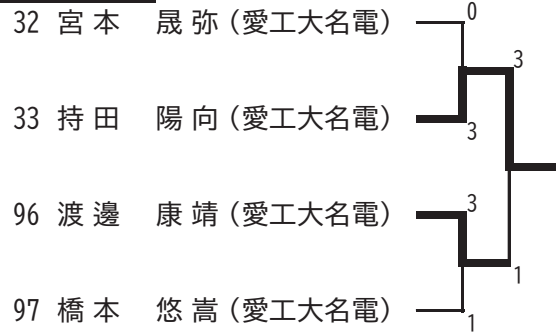 32 宮本 晟弥(愛工大名電) 0
3
33 持田 陽向(愛工大名電) 3
96 渡邊 康靖(愛工大名電) 3
1
97 橋本 悠嵩(愛工大名電) 1